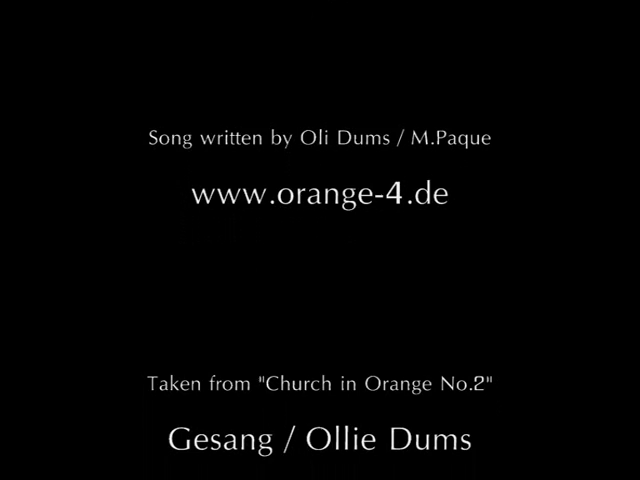 Song written by Oli Dums / M.Paque
www.orange-4.de
Taken from "Church in Orange No.2"
Gesang / Ollie Dums